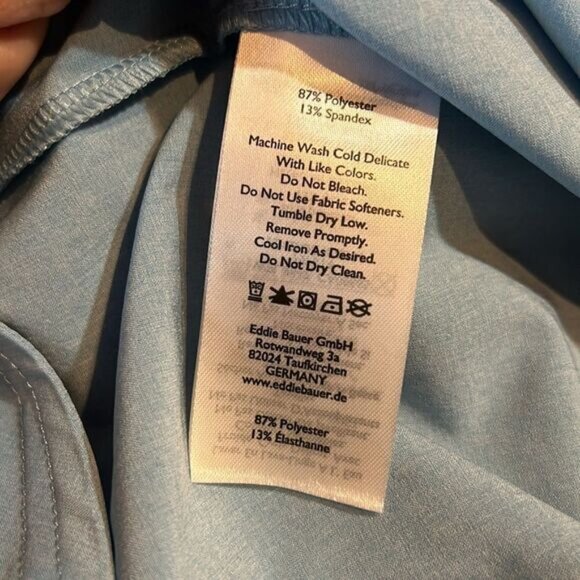 87% Polyester
13% Spandex
Machine Wash Cold Delicate
With Like Colors.
Do Not Bleach.
Do Not Use Fabric Softeners.
Tumble Dry Low.
Remove Promptly.
Cool Iron As Desired.
Do Not Dry Clean.
Eddie Bauer GmbH
Rotwandweg 3a
82024 Taufkirchen
GERMANY
www.eddiebauer.de
87% Polyester
13% Élasthanne